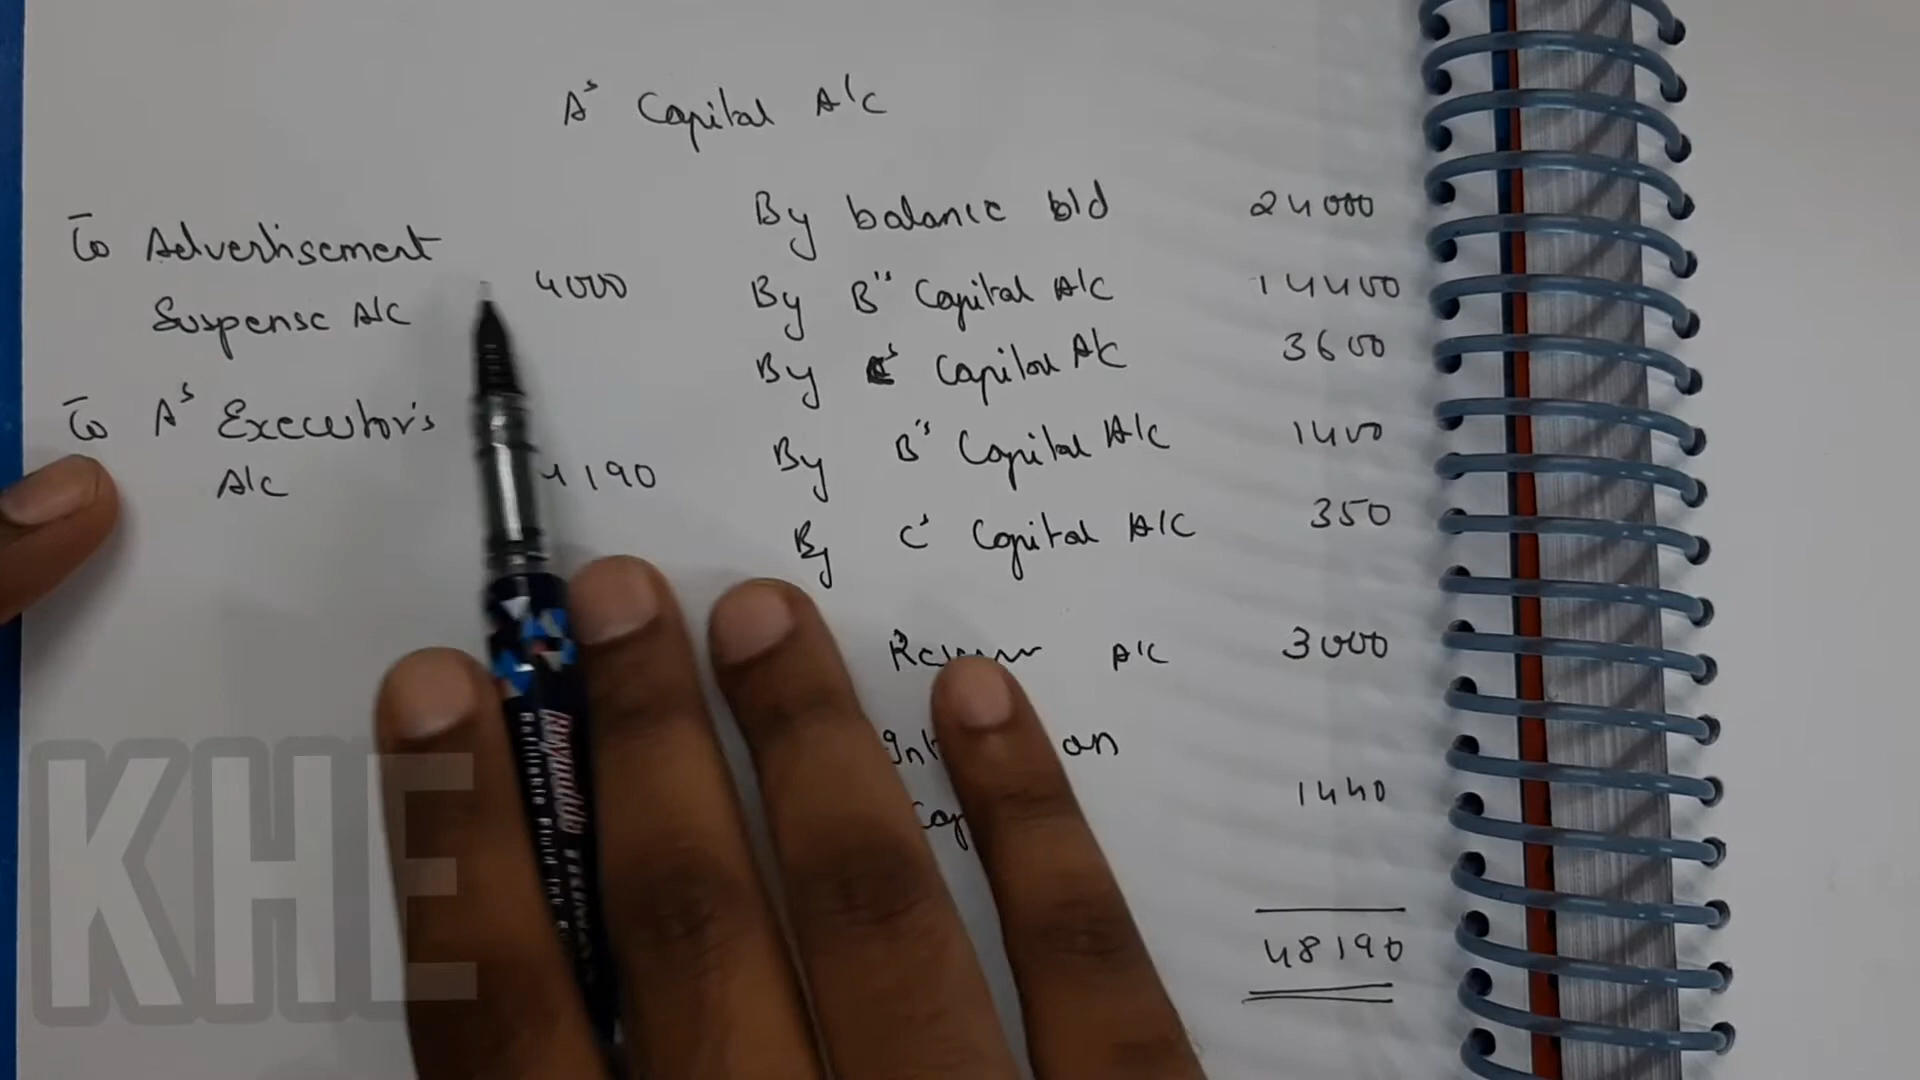 A's Capital A/c
To Advertisement
Suspense A/c 4000
To A's Executor's
A/c 4190
By balance b/d 24000
By B's Capital A/c 14400
By C's Capital A/c 3600
By B's Capital A/c 1400
By C's Capital A/c 350
A/c 3000
on
1440
48190
KHE